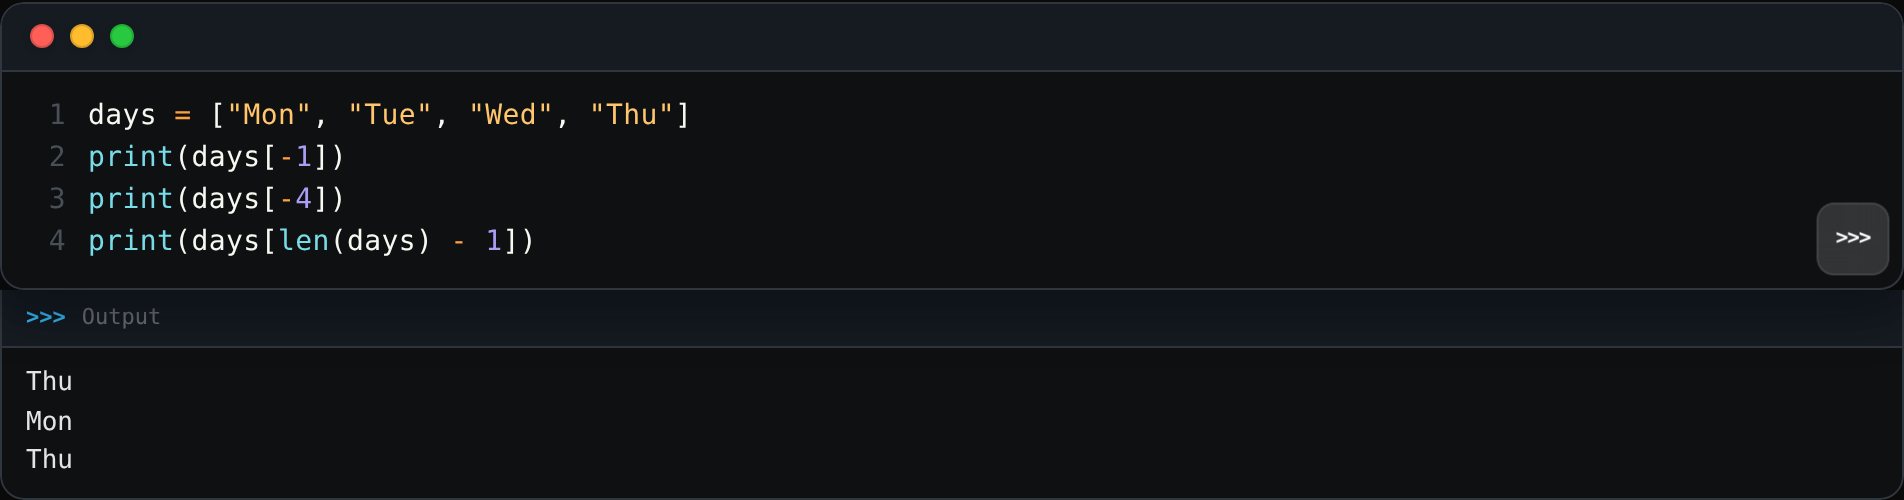 1 days = ["Mon", "Tue", "Wed", "Thu"]
2 print(days[-1])
3 print(days[-4])
4 print(days[len(days) - 1])
>>>
>>> Output
Thu
Mon
Thu